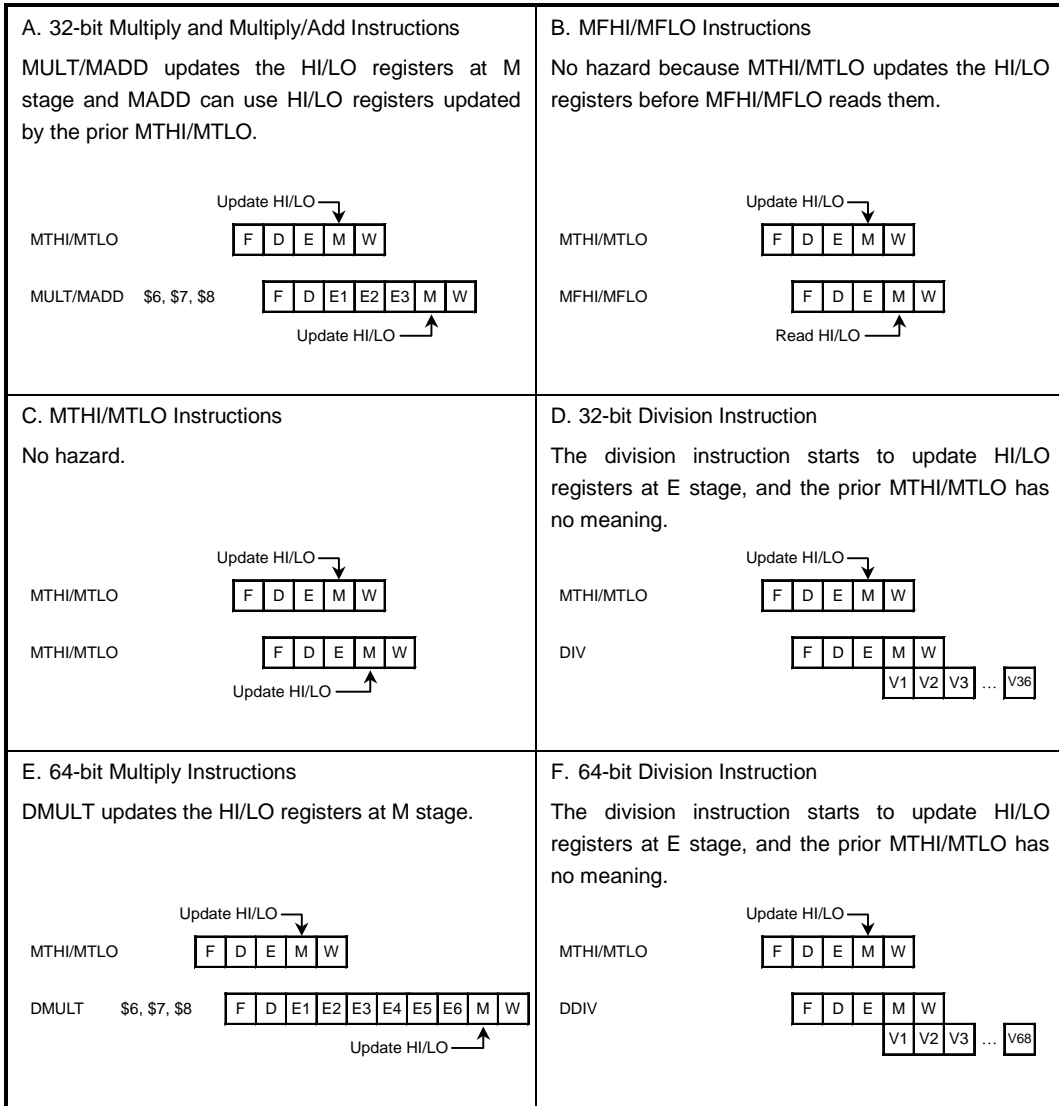 A. 32-bit Multiply and Multiply/Add Instructions
MULT/MADD updates the HI/LO registers at M
stage and MADD can use HI/LO registers updated
by the prior MTHI/MTLO.
Update HI/LO
MTHI/MTLO F D E M W
MULT/MADD $6, $7, $8 F D E1 E2 E3 M W
Update HI/LO
B. MFHI/MFLO Instructions
No hazard because MTHI/MTLO updates the HI/LO
registers before MFHI/MFLO reads them.
Update HI/LO
MTHI/MTLO F D E M W
MFHI/MFLO F D E M W
Read HI/LO
C. MTHI/MTLO Instructions
No hazard.
Update HI/LO
MTHI/MTLO F D E M W
MTHI/MTLO F D E M W
Update HI/LO
D. 32-bit Division Instruction
The division instruction starts to update HI/LO
registers at E stage, and the prior MTHI/MTLO has
no meaning.
Update HI/LO
MTHI/MTLO F D E M W
DIV F D E M W
V1 V2 V3 … V36
E. 64-bit Multiply Instructions
DMULT updates the HI/LO registers at M stage.
Update HI/LO
MTHI/MTLO F D E M W
DMULT $6, $7, $8 F D E1 E2 E3 E4 E5 E6 M W
Update HI/LO
F. 64-bit Division Instruction
The division instruction starts to update HI/LO
registers at E stage, and the prior MTHI/MTLO has
no meaning.
Update HI/LO
MTHI/MTLO F D E M W
DDIV F D E M W
V1 V2 V3 … V68